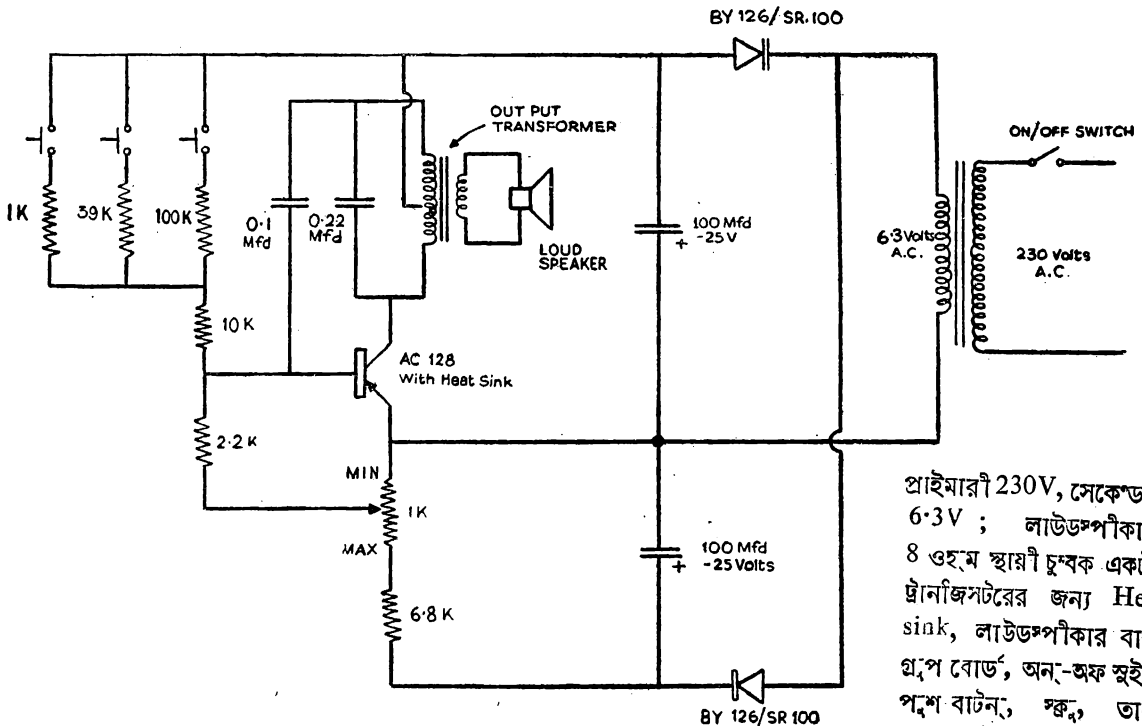 BY 126/SR.100
OUT PUT
TRANSFORMER
ON/OFF SWITCH
1K
39K
100K
0·1
Mfd
0·22
Mfd
LOUD
SPEAKER
100 Mfd
-25V
+
6·3 Volts
A.C.
230 Volts
A.C.
10 K
AC 128
With Heat Sink
2·2 K
MIN
1K
MAX
100 Mfd
-25 Volts
+
6·8 K
BY 126/SR 100
প্রাইমারী 230V, সেকেণ্ড
6·3V ; লাউডস্পীকা
8 ওহ্ম স্থায়ী চুম্বক একা
ট্রানজিসটরের জন্য He
sink, লাউডস্পীকার বা
গ্রুপ বোর্ড, অন্-অফ সুই
পুশ বাটন্, স্ক্রু, তা